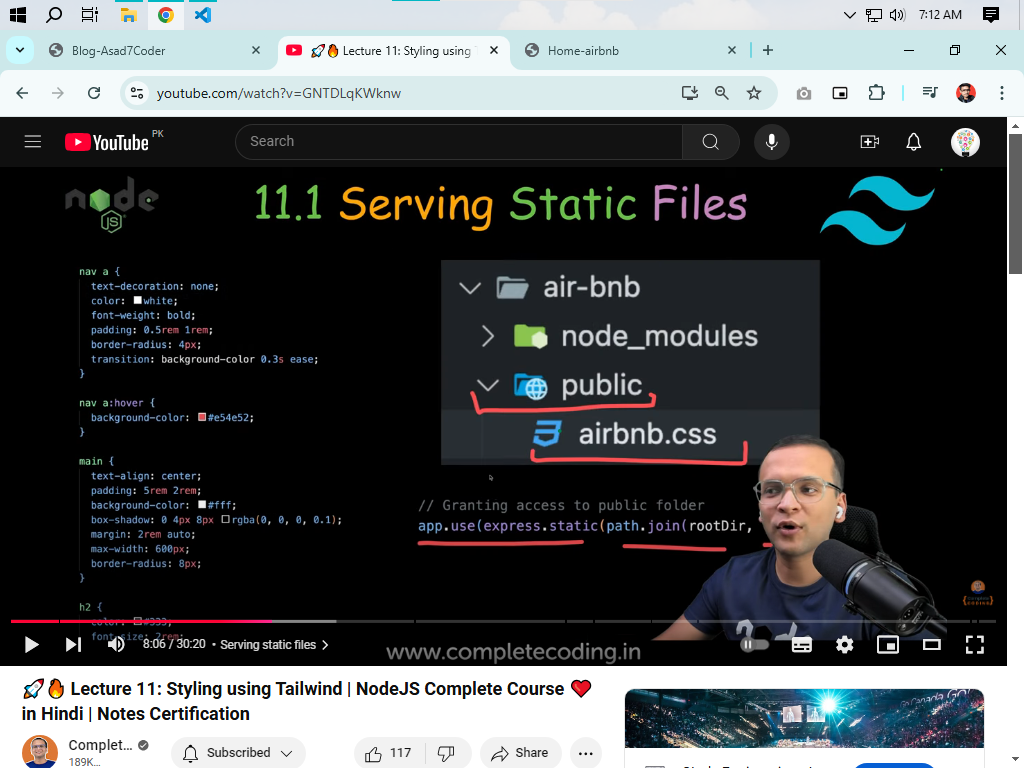 7:12 AM
Blog-Asad7Coder
Lecture 11: Styling using T
Home-airbnb
youtube.com/watch?v=GNTDLqKWknw
YouTube PK
Search
node
JS
11.1 Serving Static Files
nav a {
text-decoration: none;
color: white;
font-weight: bold;
padding: 0.5rem 1rem;
border-radius: 4px;
transition: background-color 0.3s ease;
}
nav a:hover {
background-color: #e54e52;
}
main {
text-align: center;
padding: 5rem 2rem;
background-color: #fff;
box-shadow: 0 4px 8px rgba(0, 0, 0, 0.1);
margin: 2rem auto;
max-width: 600px;
border-radius: 8px;
}
h2 {
color: #333;
font-size: 2rem;
air-bnb
node_modules
public
airbnb.css
// Granting access to public folder
app.use(express.static(path.join(rootDir,
8:06 / 30:20 • Serving static files
www.completecoding.in
🚀🔥 Lecture 11: Styling using Tailwind | NodeJS Complete Course ❤️
in Hindi | Notes Certification
Complet...
189K...
Subscribed
117
Share